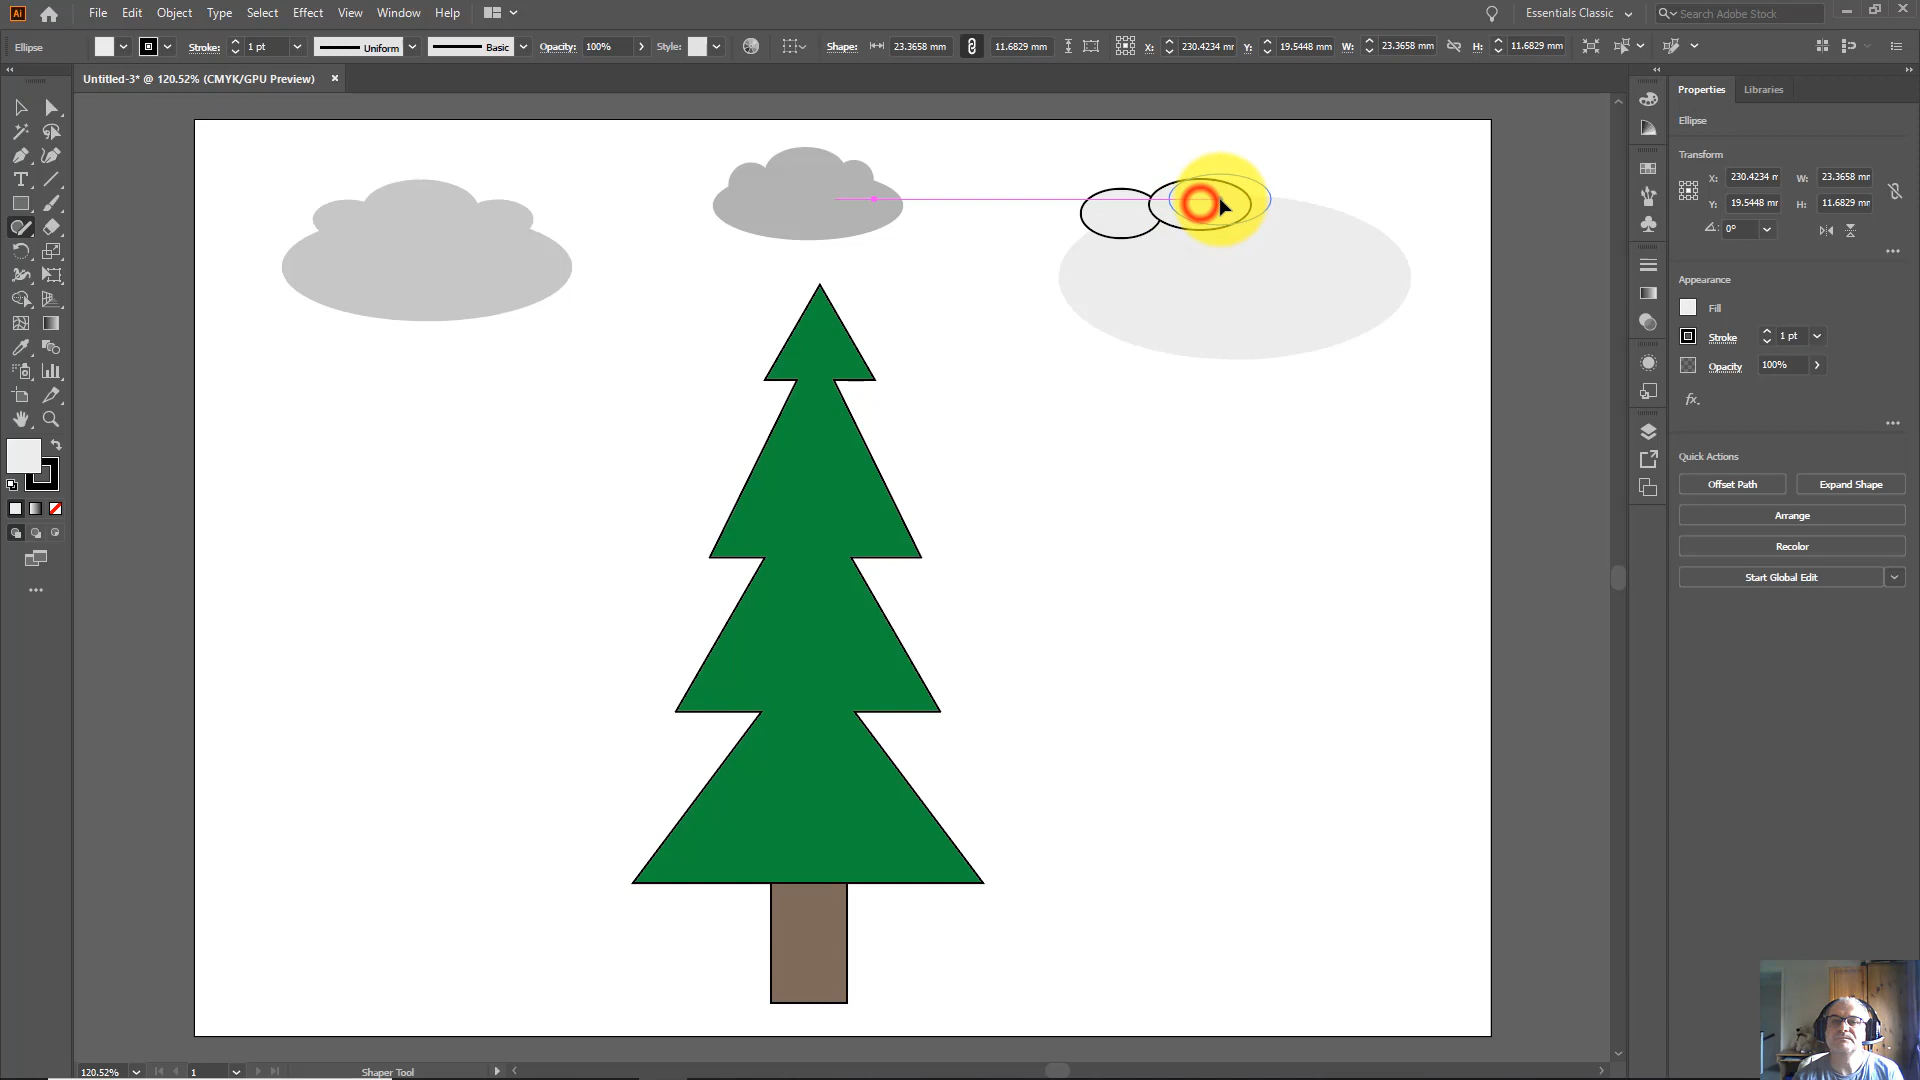 Ai File Edit Object Type Select Effect View Window Help Essentials Classic Search Adobe Stock
Ellipse Stroke: 1 pt Uniform Basic Opacity: 100% Style: Shape: 23.3658 mm 11.6829 mm X: 230.4234 mr Y: 19.5448 mm W: 23.3658 mm H: 11.6829 mm
Untitled-3* @ 120.52% (CMYK/GPU Preview) ×
Properties Libraries
Ellipse
Transform
X: 230.4234 m W: 23.3658 mr
Y: 19.5448 mm H: 11.6829 mr
0°
Appearance
Fill
Stroke 1 pt
Opacity 100%
fx.
Quick Actions
Offset Path Expand Shape
Arrange
Recolor
Start Global Edit
120.52% 1 Shaper Tool